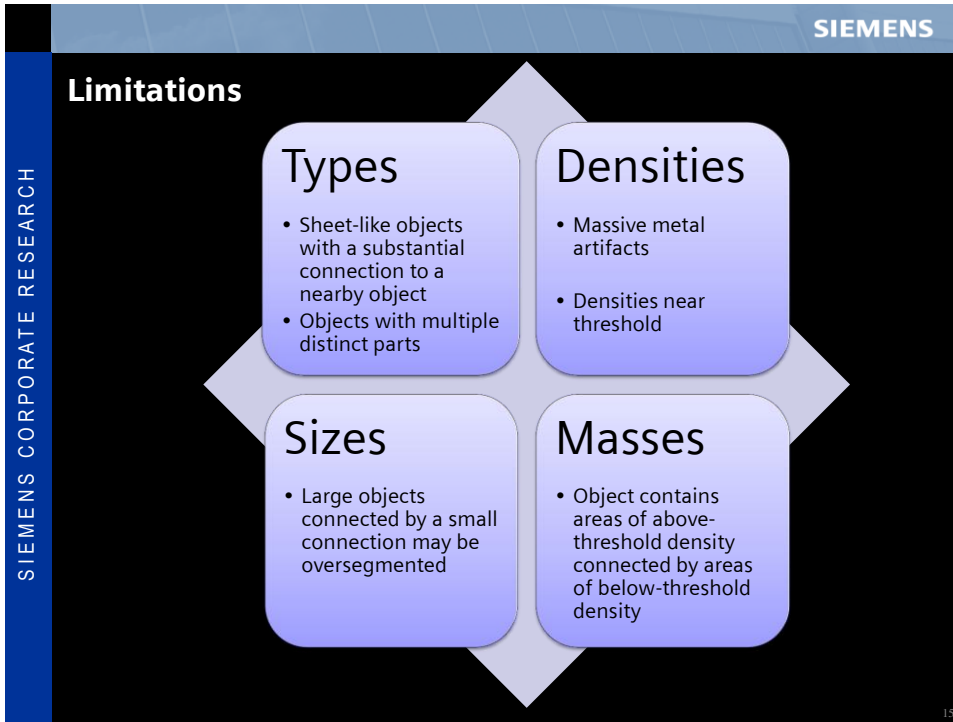 SIEMENS
SIEMENS CORPORATE RESEARCH
Limitations
Types
• Sheet-like objects
with a substantial
connection to a
nearby object
• Objects with multiple
distinct parts
Densities
• Massive metal
artifacts
• Densities near
threshold
Sizes
• Large objects
connected by a small
connection may be
oversegmented
Masses
• Object contains
areas of above-
threshold density
connected by areas
of below-threshold
density
15